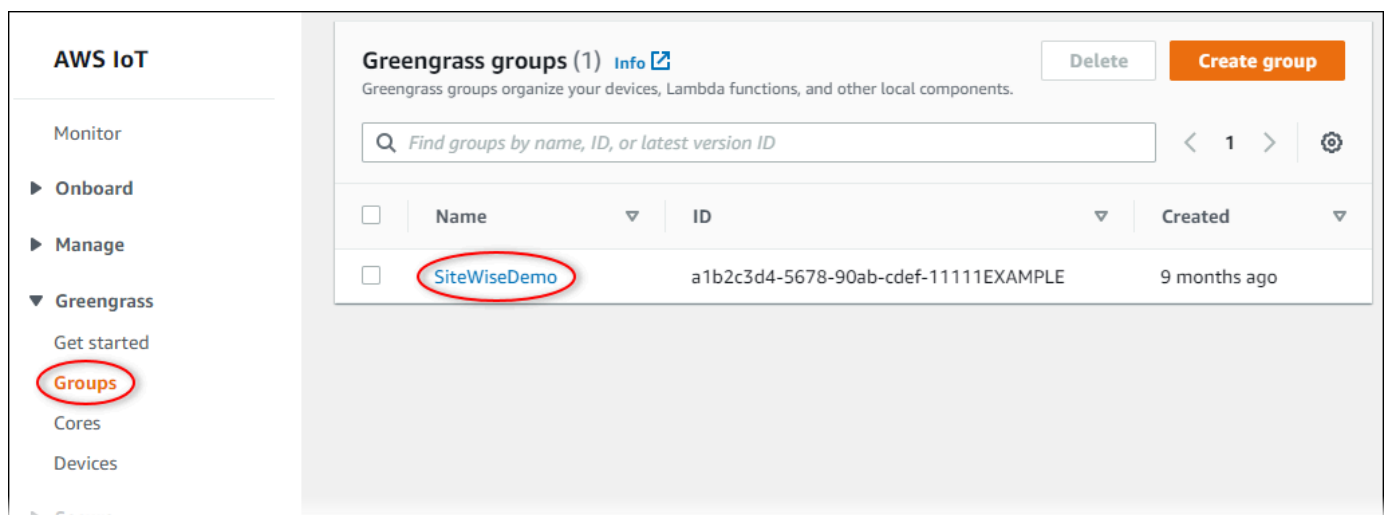 AWS IoT
Monitor
Onboard
Manage
Greengrass
Get started
Groups
Cores
Devices
Greengrass groups (1) Info
Delete
Create group
Greengrass groups organize your devices, Lambda functions, and other local components.
Find groups by name, ID, or latest version ID
1
Name ID Created
SiteWiseDemo a1b2c3d4-5678-90ab-cdef-11111EXAMPLE 9 months ago